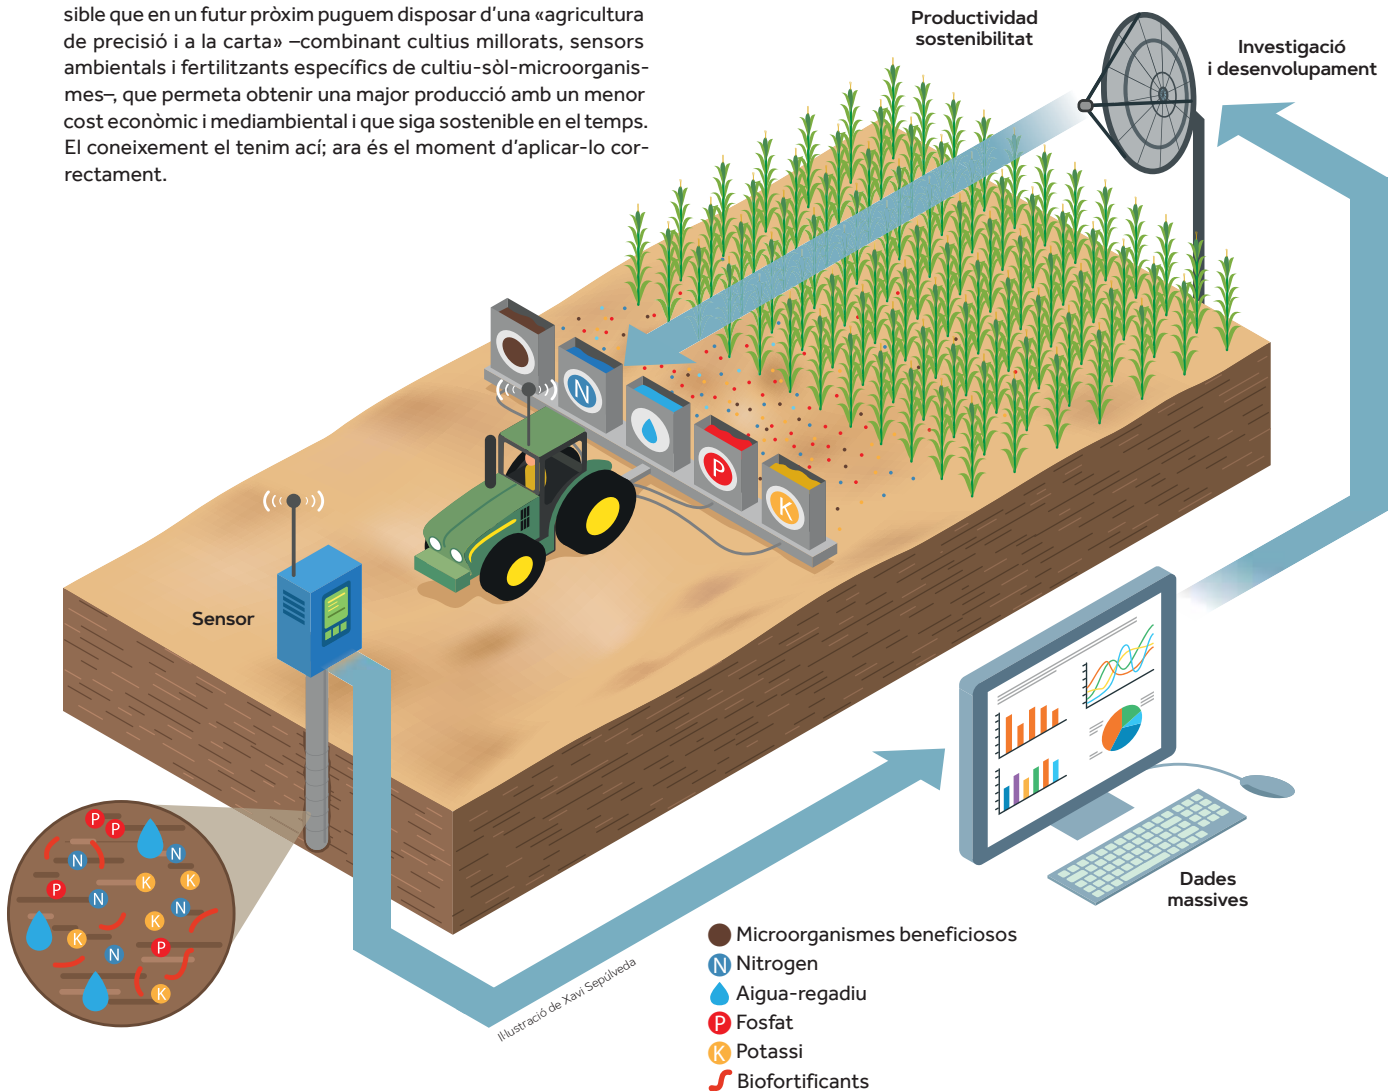 sible que en un futur pròxim puguem disposar d'una «agricultura
de precisió i a la carta» –combinant cultius millorats, sensors
ambientals i fertilitzants específics de cultiu-sòl-microorganis-
mes–, que permeta obtenir una major producció amb un menor
cost econòmic i mediambiental i que siga sostenible en el temps.
El coneixement el tenim ací; ara és el moment d'aplicar-lo cor-
rectament.
Productividad
sostenibilitat
Investigació
i desenvolupament
N
P
K
Sensor
P
P
N
N
K
K
P
N
N
K
K
P
N
K
Dades
massives
Il·lustració de Xavi Sepúlveda
Microorganismes beneficiosos
N Nitrogen
Aigua-regadiu
P Fosfat
K Potassi
Biofortificants